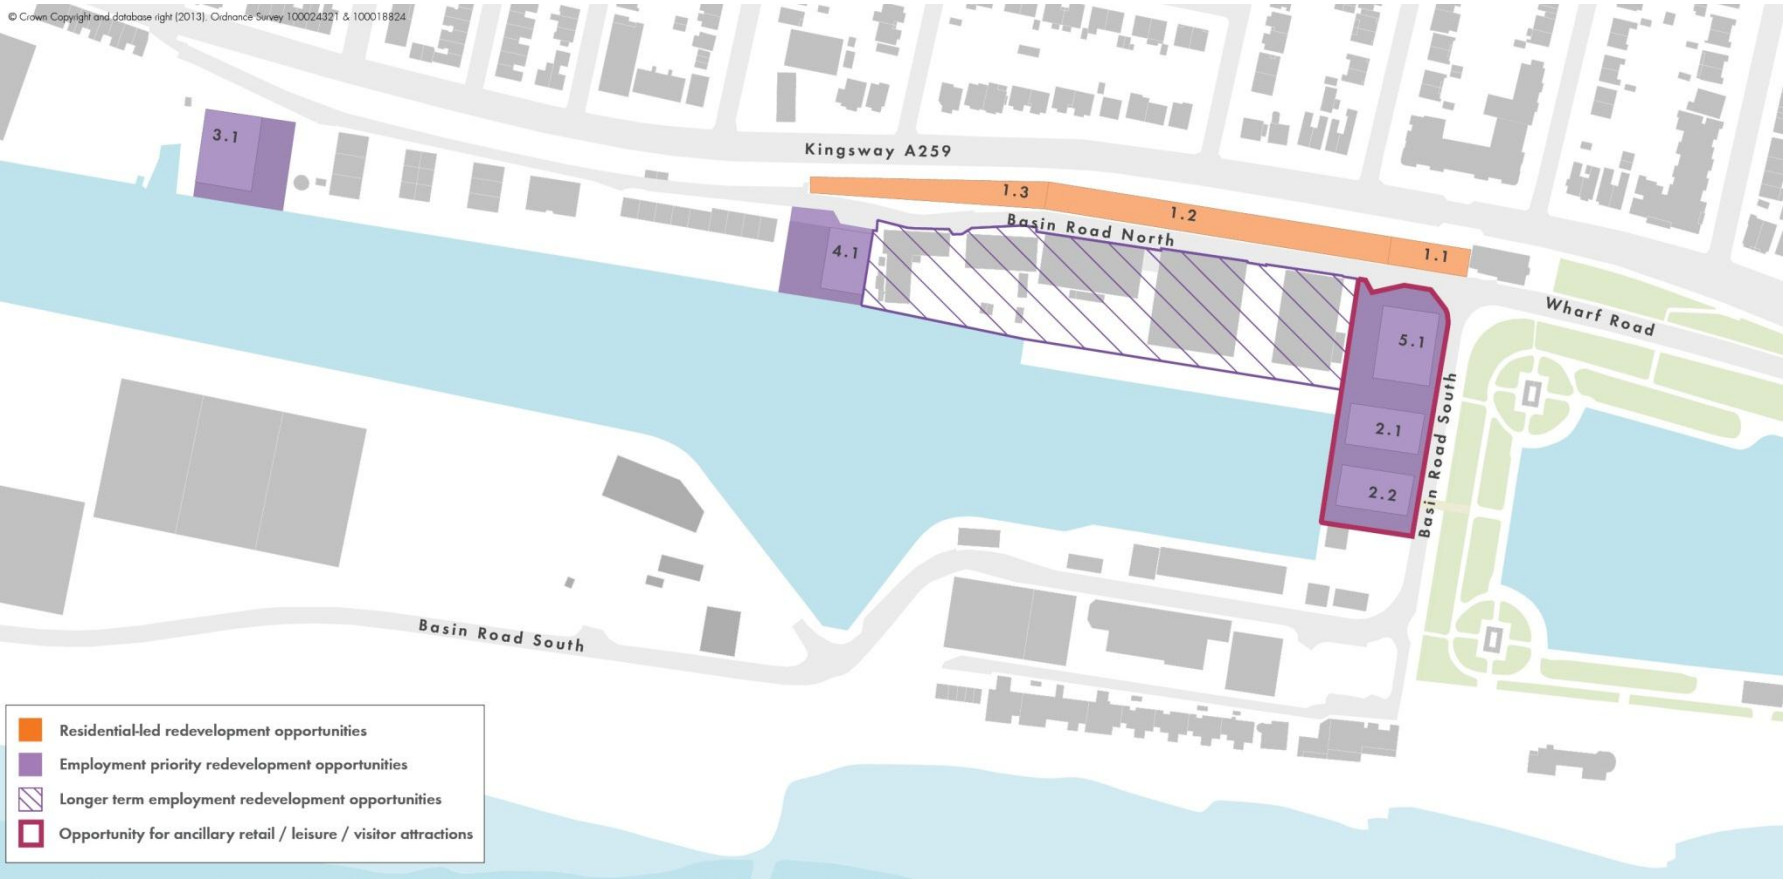 © Crown Copyright and database right (2013). Ordnance Survey 100024321 & 100018824
3.1
Kingsway A259
1.3
1.2
Basin Road North
1.1
4.1
Wharf Road
5.1
2.1
2.2
Basin Road South
Basin Road South
Residential-led redevelopment opportunities
Employment priority redevelopment opportunities
Longer term employment redevelopment opportunities
Opportunity for ancillary retail / leisure / visitor attractions